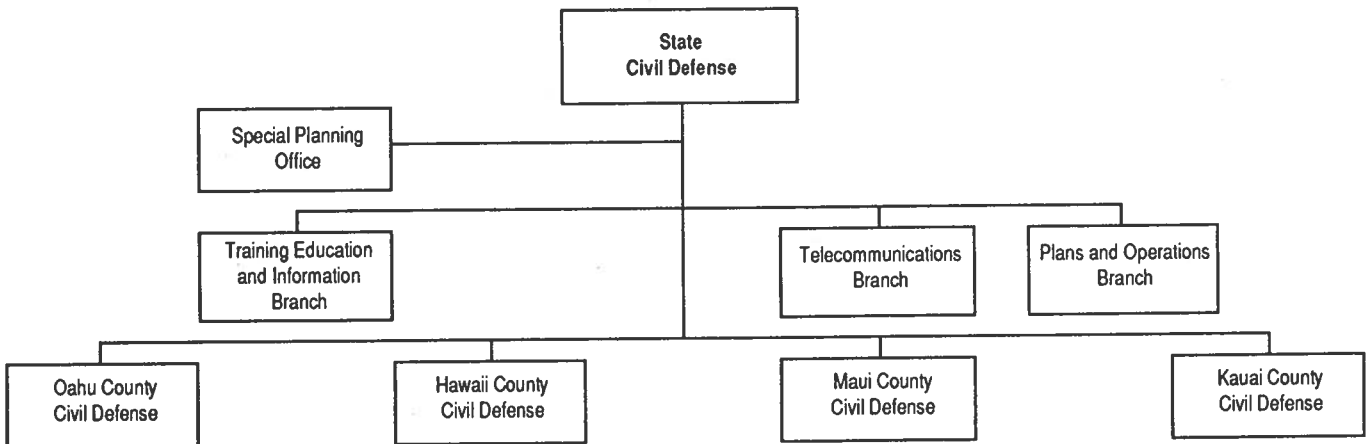 State
Civil Defense
Special Planning
Office
Training Education
and Information
Branch
Telecommunications
Branch
Plans and Operations
Branch
Oahu County
Civil Defense
Hawaii County
Civil Defense
Maui County
Civil Defense
Kauai County
Civil Defense